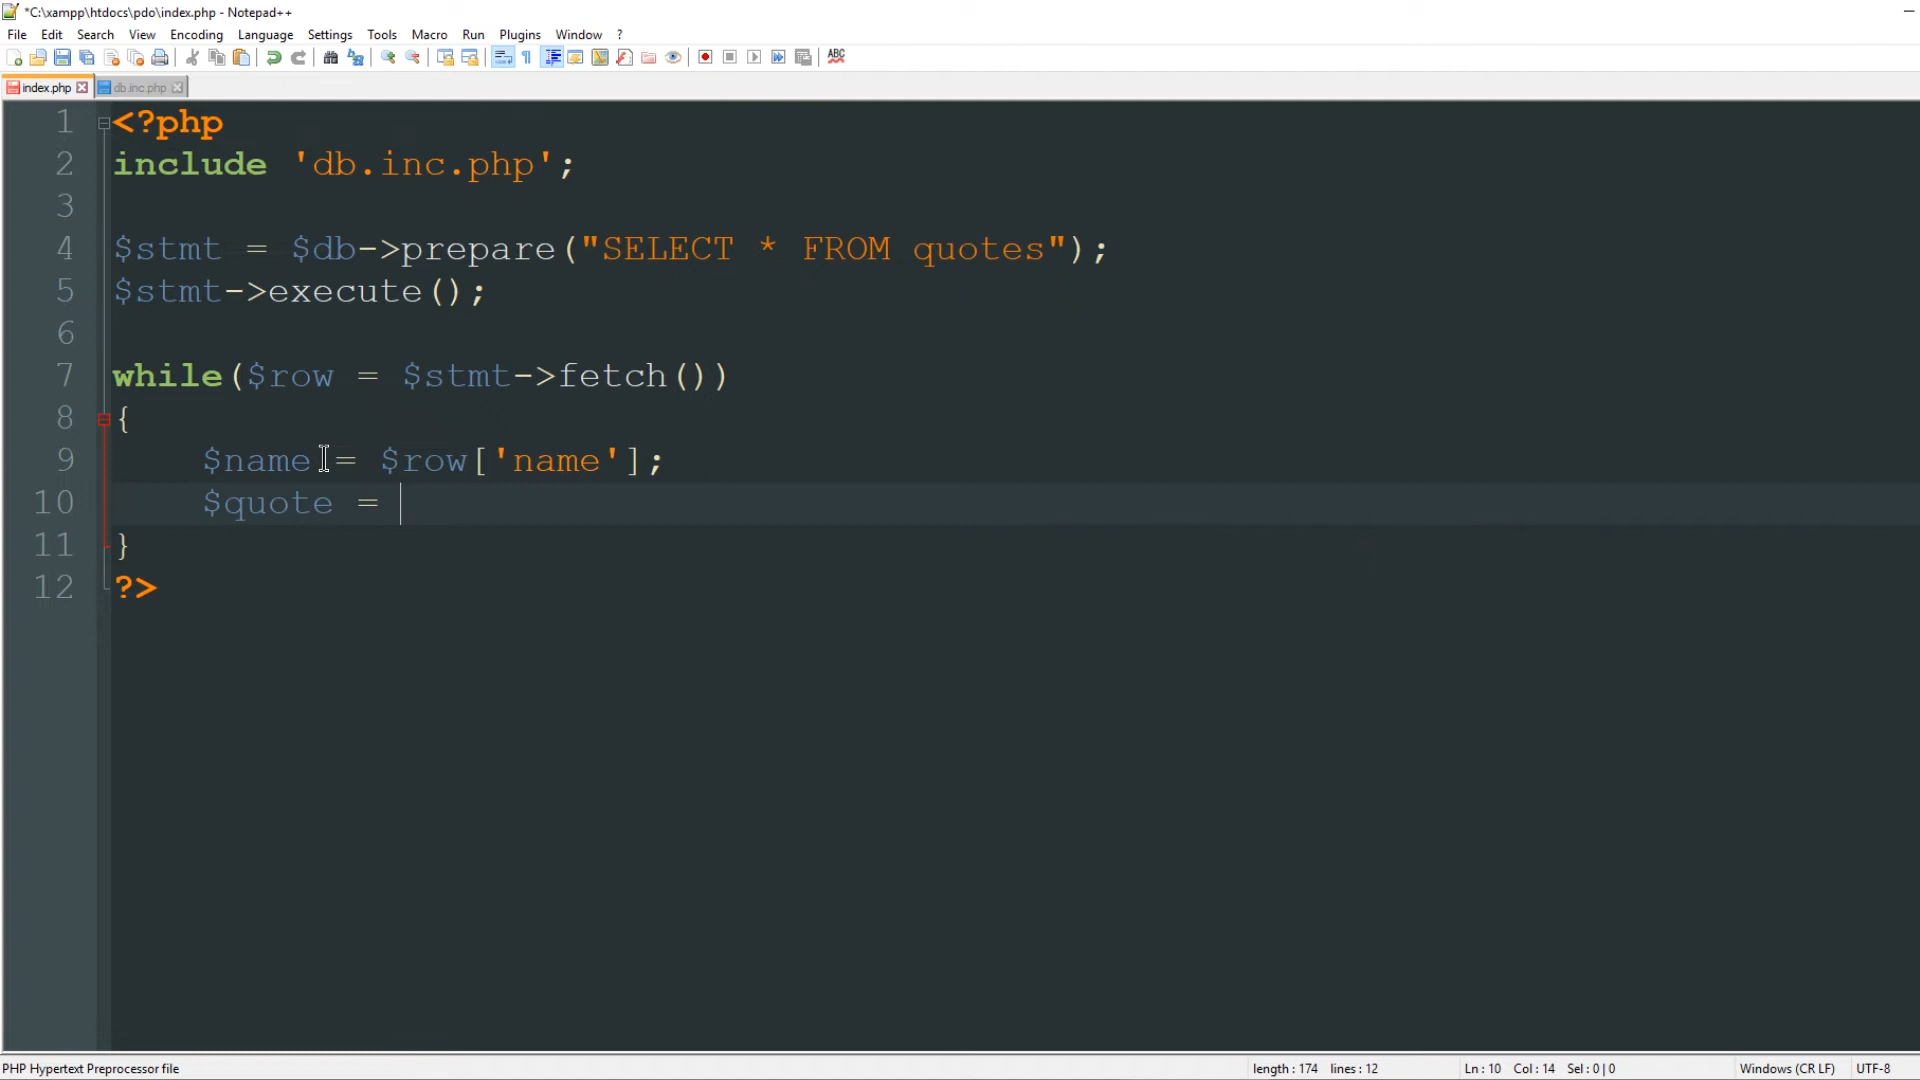 *C:\xampp\htdocs\pdo\index.php - Notepad++
File Edit Search View Encoding Language Settings Tools Macro Run Plugins Window ?
ABC
index.php db.inc.php
1 <?php
2 include 'db.inc.php';
3
4 $stmt = $db->prepare("SELECT * FROM quotes");
5 $stmt->execute();
6
7 while($row = $stmt->fetch())
8 {
9 $name = $row['name'];
10 $quote =
11 }
12 ?>
PHP Hypertext Preprocessor file length : 174 lines : 12 Ln : 10 Col : 14 Sel : 0 | 0 Windows (CR LF) UTF-8